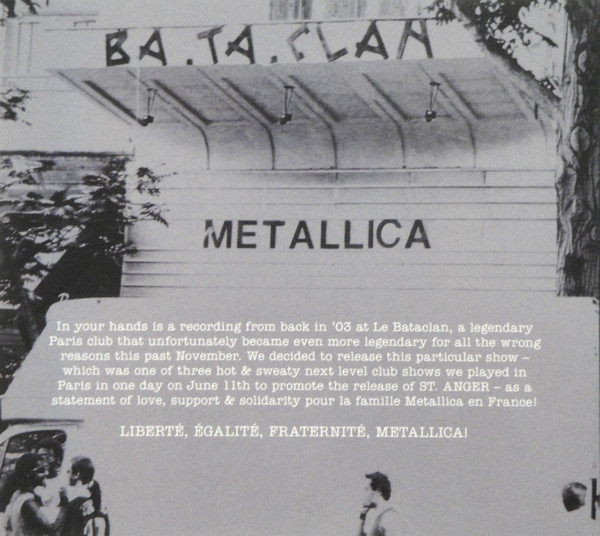 BA.TA.CLAN
METALLICA
In your hands is a recording from back in '03 at Le Bataclan, a legendary
Paris club that unfortunately became even more legendary for all the wrong
reasons this past November. We decided to release this particular show –
which was one of three hot & sweaty next level club shows we played in
Paris in one day on June 11th to promote the release of ST. ANGER – as a
statement of love, support & solidarity pour la famille Metallica en France!
LIBERTÉ, ÉGALITÉ, FRATERNITÉ, METALLICA!